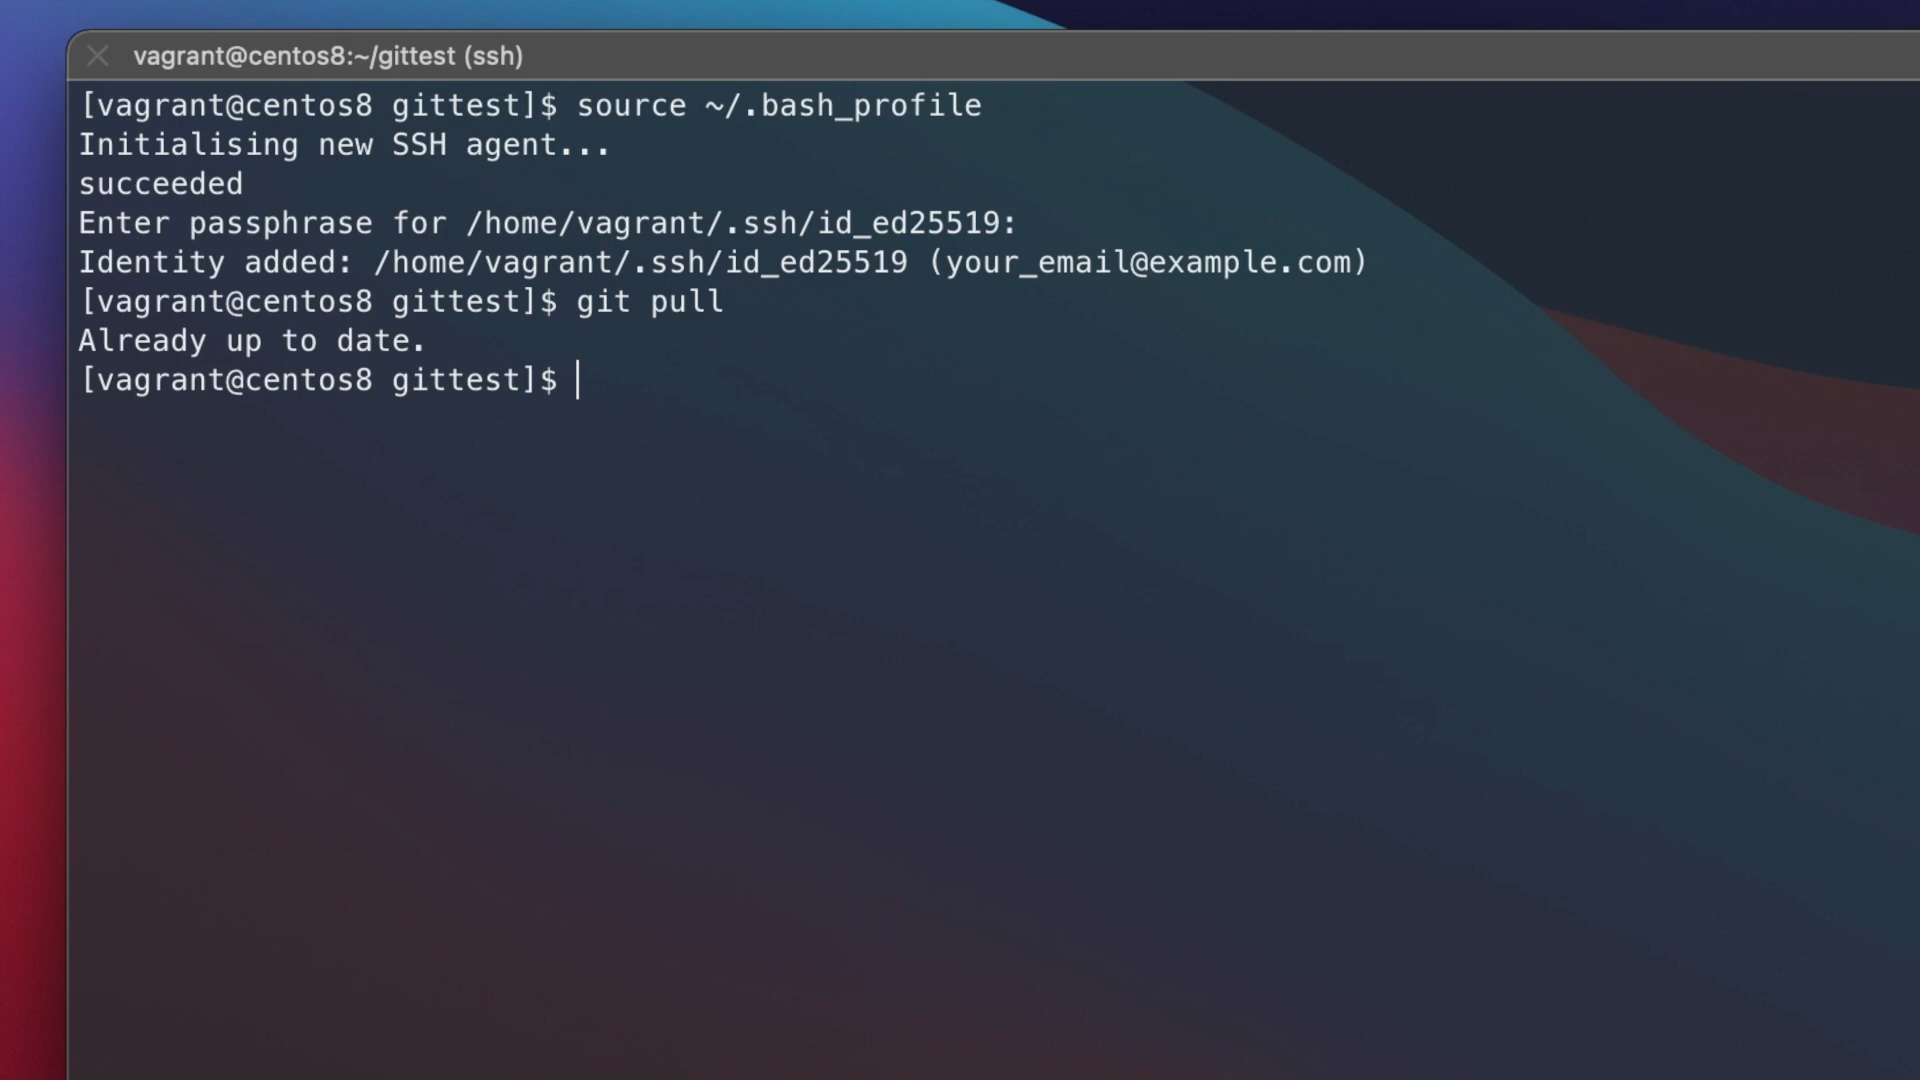 vagrant@centos8:~/gittest (ssh)
[vagrant@centos8 gittest]$ source ~/.bash_profile
Initialising new SSH agent...
succeeded
Enter passphrase for /home/vagrant/.ssh/id_ed25519:
Identity added: /home/vagrant/.ssh/id_ed25519 (your_email@example.com)
[vagrant@centos8 gittest]$ git pull
Already up to date.
[vagrant@centos8 gittest]$